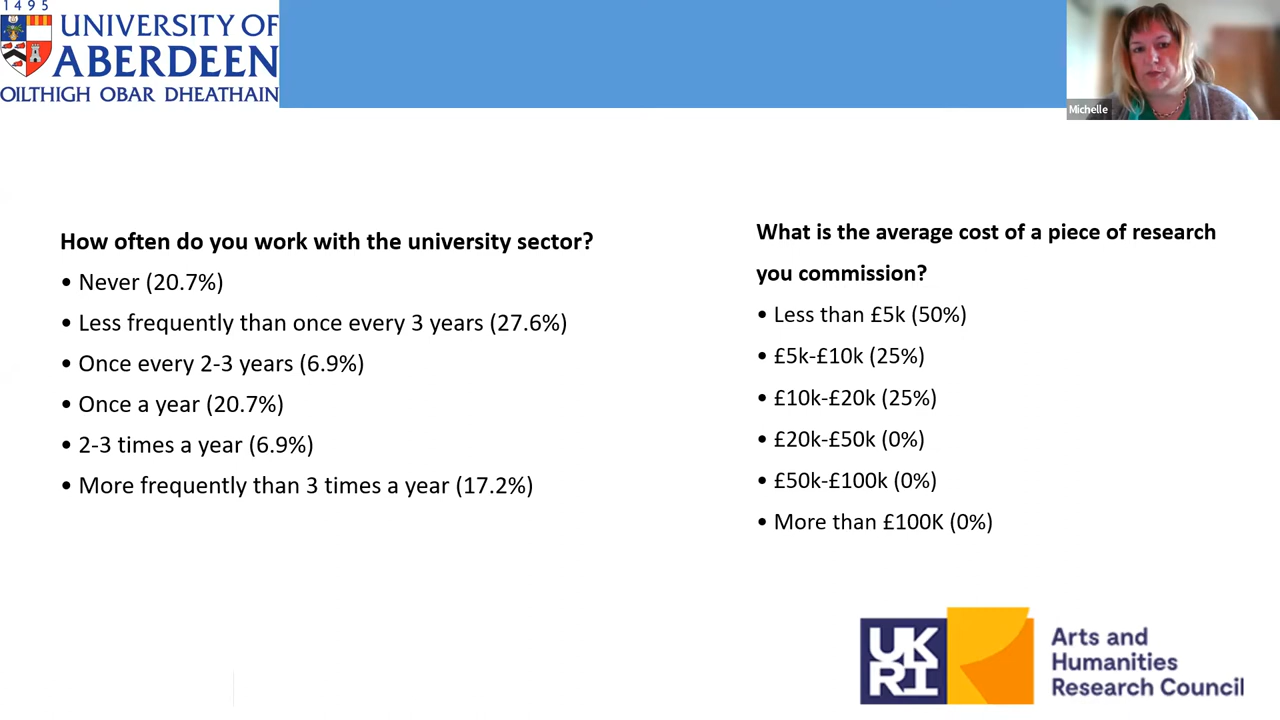 1495
UNIVERSITY OF
ABERDEEN
OILTHIGH OBAR DHEATHAIN
Michelle
How often do you work with the university sector?
• Never (20.7%)
• Less frequently than once every 3 years (27.6%)
• Once every 2-3 years (6.9%)
• Once a year (20.7%)
• 2-3 times a year (6.9%)
• More frequently than 3 times a year (17.2%)
What is the average cost of a piece of research
you commission?
• Less than £5k (50%)
• £5k-£10k (25%)
• £10k-£20k (25%)
• £20k-£50k (0%)
• £50k-£100k (0%)
• More than £100K (0%)
UK
RI
Arts and
Humanities
Research Council